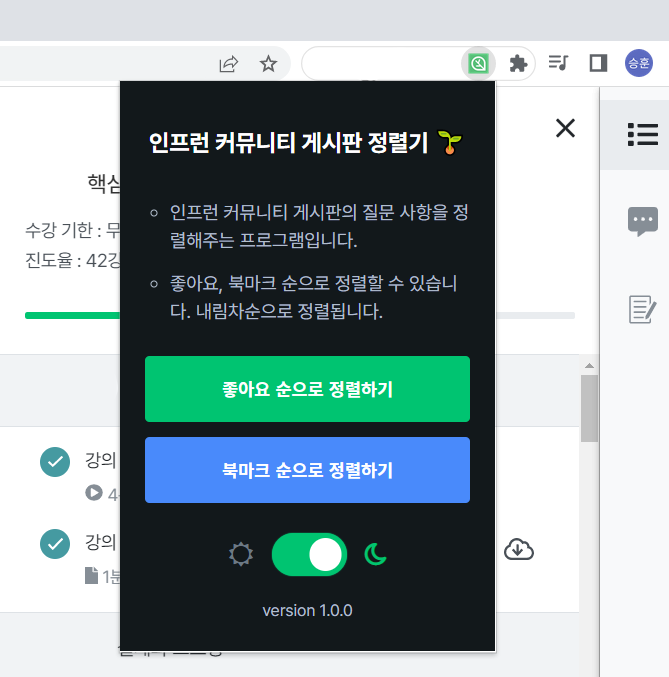 승훈
인프런 커뮤니티 게시판 정렬기
핵심
수강 기한 : 무
진도율 : 42강
인프런 커뮤니티 게시판의 질문 사항을 정
렬해주는 프로그램입니다.
좋아요, 북마크 순으로 정렬할 수 있습니
다. 내림차순으로 정렬됩니다.
좋아요 순으로 정렬하기
북마크 순으로 정렬하기
강의
4
강의
1분
version 1.0.0